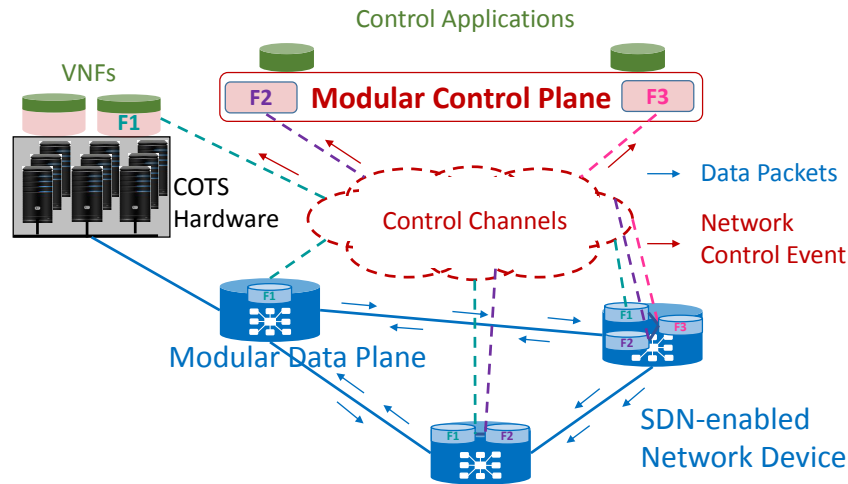 Control Applications
VNFs
F2
Modular Control Plane
F3
F1
COTS
Hardware
Control Channels
Data Packets
Network
Control Event
F1
F1
F2
F3
Modular Data Plane
F1
F2
SDN-enabled
Network Device